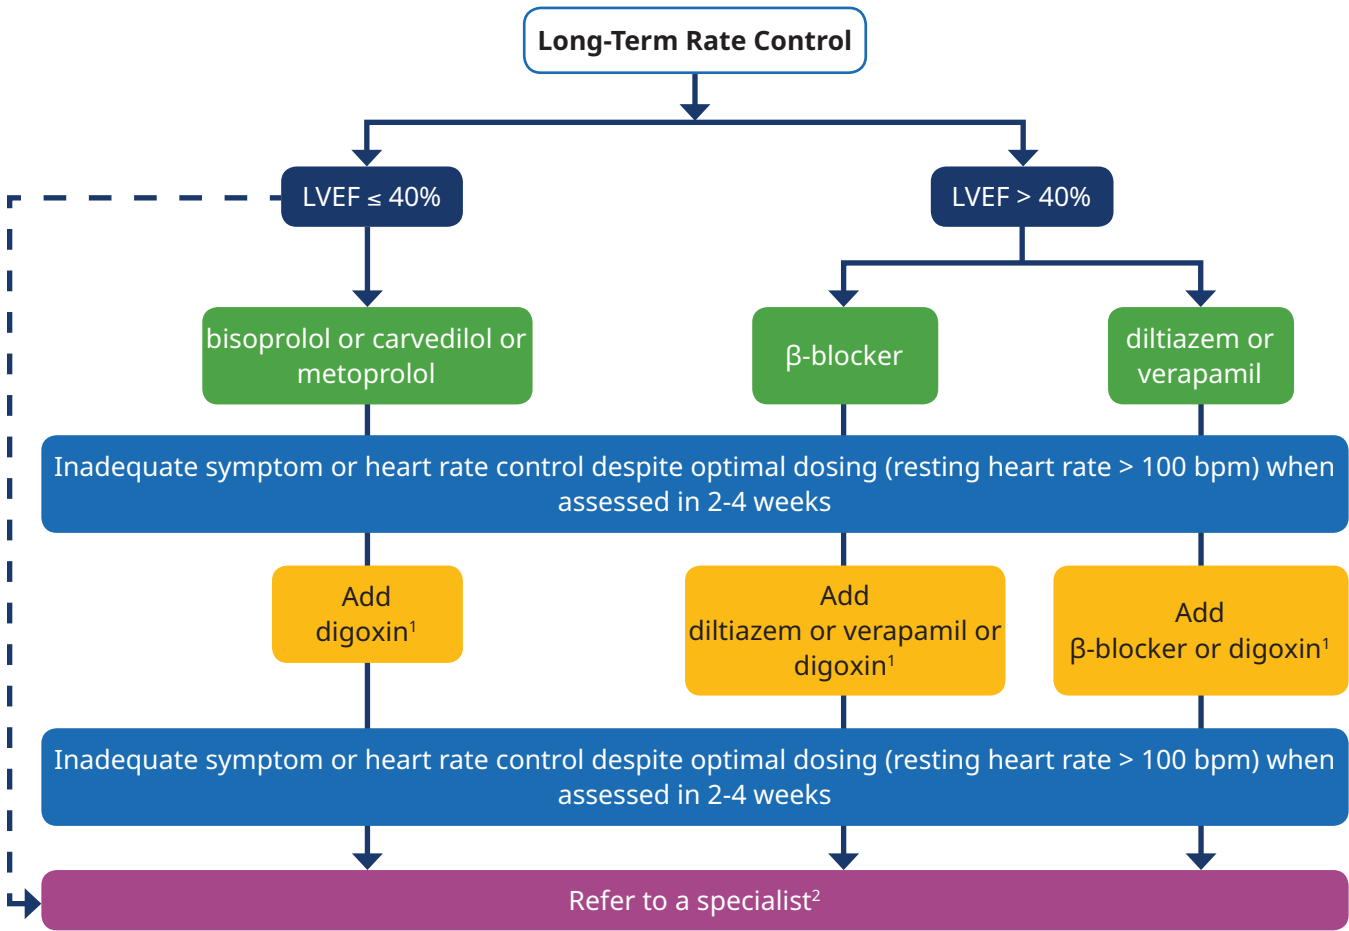 Long-Term Rate Control
LVEF ≤ 40%
LVEF > 40%
bisoprolol or carvedilol or
metoprolol
β-blocker
diltiazem or
verapamil
Inadequate symptom or heart rate control despite optimal dosing (resting heart rate > 100 bpm) when
assessed in 2-4 weeks
Add
digoxin¹
Add
diltiazem or verapamil or
digoxin¹
Add
β-blocker or digoxin¹
Inadequate symptom or heart rate control despite optimal dosing (resting heart rate > 100 bpm) when
assessed in 2-4 weeks
Refer to a specialist²